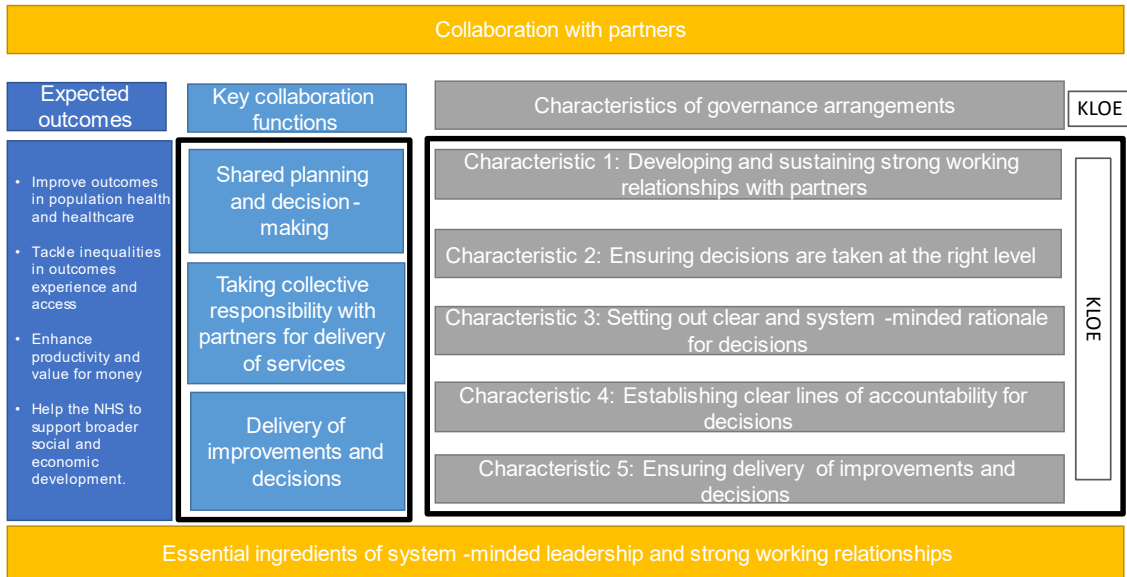 Collaboration with partners
Expected
outcomes
Key collaboration
functions
Characteristics of governance arrangements
KLOE
• Improve outcomes
in population health
and healthcare
• Tackle inequalities
in outcomes
experience and
access
• Enhance
productivity and
value for money
• Help the NHS to
support broader
social and
economic
development.
Shared planning
and decision-
making
Taking collective
responsibility with
partners for delivery
of services
Delivery of
improvements and
decisions
Characteristic 1: Developing and sustaining strong working
relationships with partners
Characteristic 2: Ensuring decisions are taken at the right level
Characteristic 3: Setting out clear and system -minded rationale
for decisions
Characteristic 4: Establishing clear lines of accountability for
decisions
Characteristic 5: Ensuring delivery of improvements and
decisions
KLOE
Essential ingredients of system -minded leadership and strong working relationships